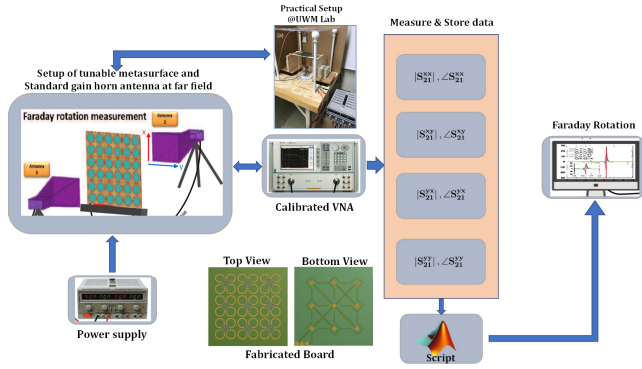 Practical Setup
@UWM Lab
(a)
Measure & Store data
Setup of tunable metasurface and
Standard gain horn antenna at far field
Faraday rotation measurement
Antenna
2
Antenna
1
x
y
|S₂₁ˣˣ| , ∠S₂₁ˣˣ
|S₂₁ˣʸ| , ∠S₂₁ˣʸ
|S₂₁ʸˣ| , ∠S₂₁ʸˣ
|S₂₁ʸʸ| , ∠S₂₁ʸʸ
Faraday Rotation
Calibrated VNA
Top View
Bottom View
Power supply
Fabricated Board
Script